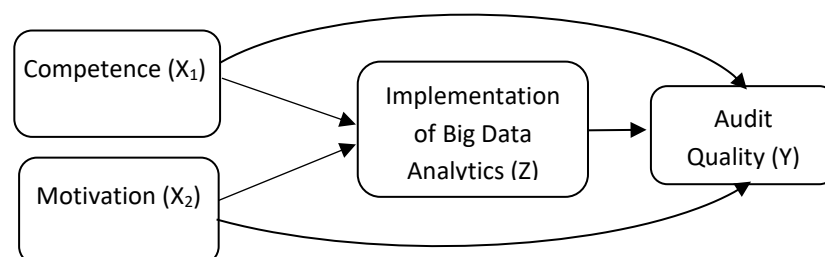 Competence (X₁)
Implementation
of Big Data
Analytics (Z)
Audit
Quality (Y)
Motivation (X₂)